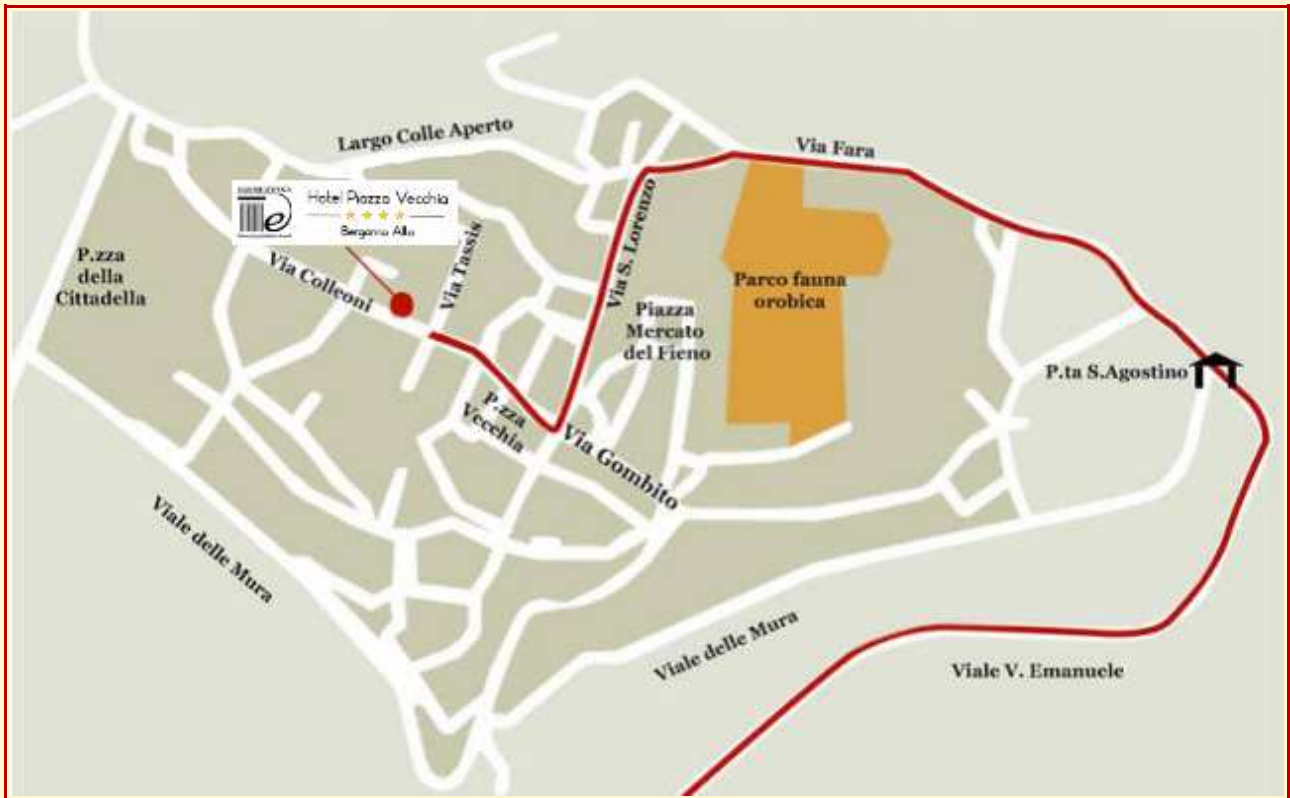 Largo Colle Aperto
Via Fara
Hotel Piazza Vecchia
Bergamo Alta
Via S. Lorenzo
Via Tassis
P.zza
della
Cittadella
Via Colleoni
Parco fauna
orobica
Piazza
Mercato
del Fieno
P.ta S.Agostino
P.zza
Vecchia
Via Gombito
Viale delle Mura
Viale delle Mura
Viale V. Emanuele